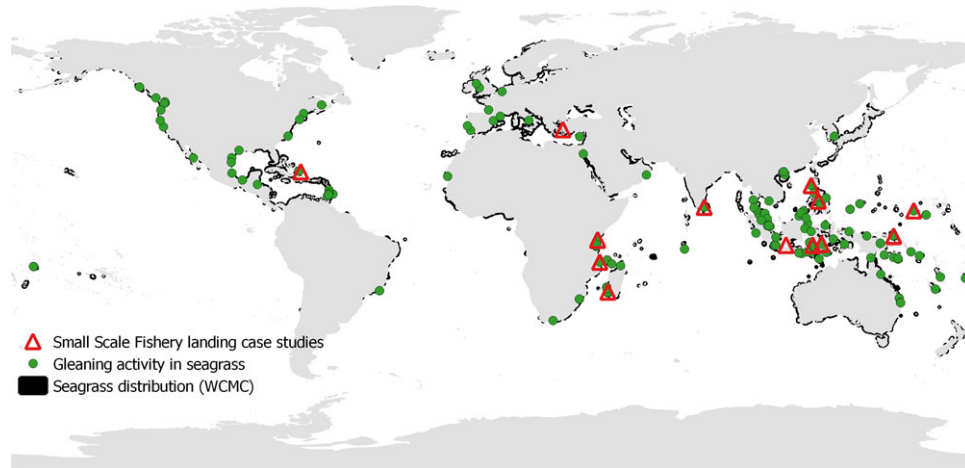 Small Scale Fishery landing case studies
Gleaning activity in seagrass
Seagrass distribution (WCMC)